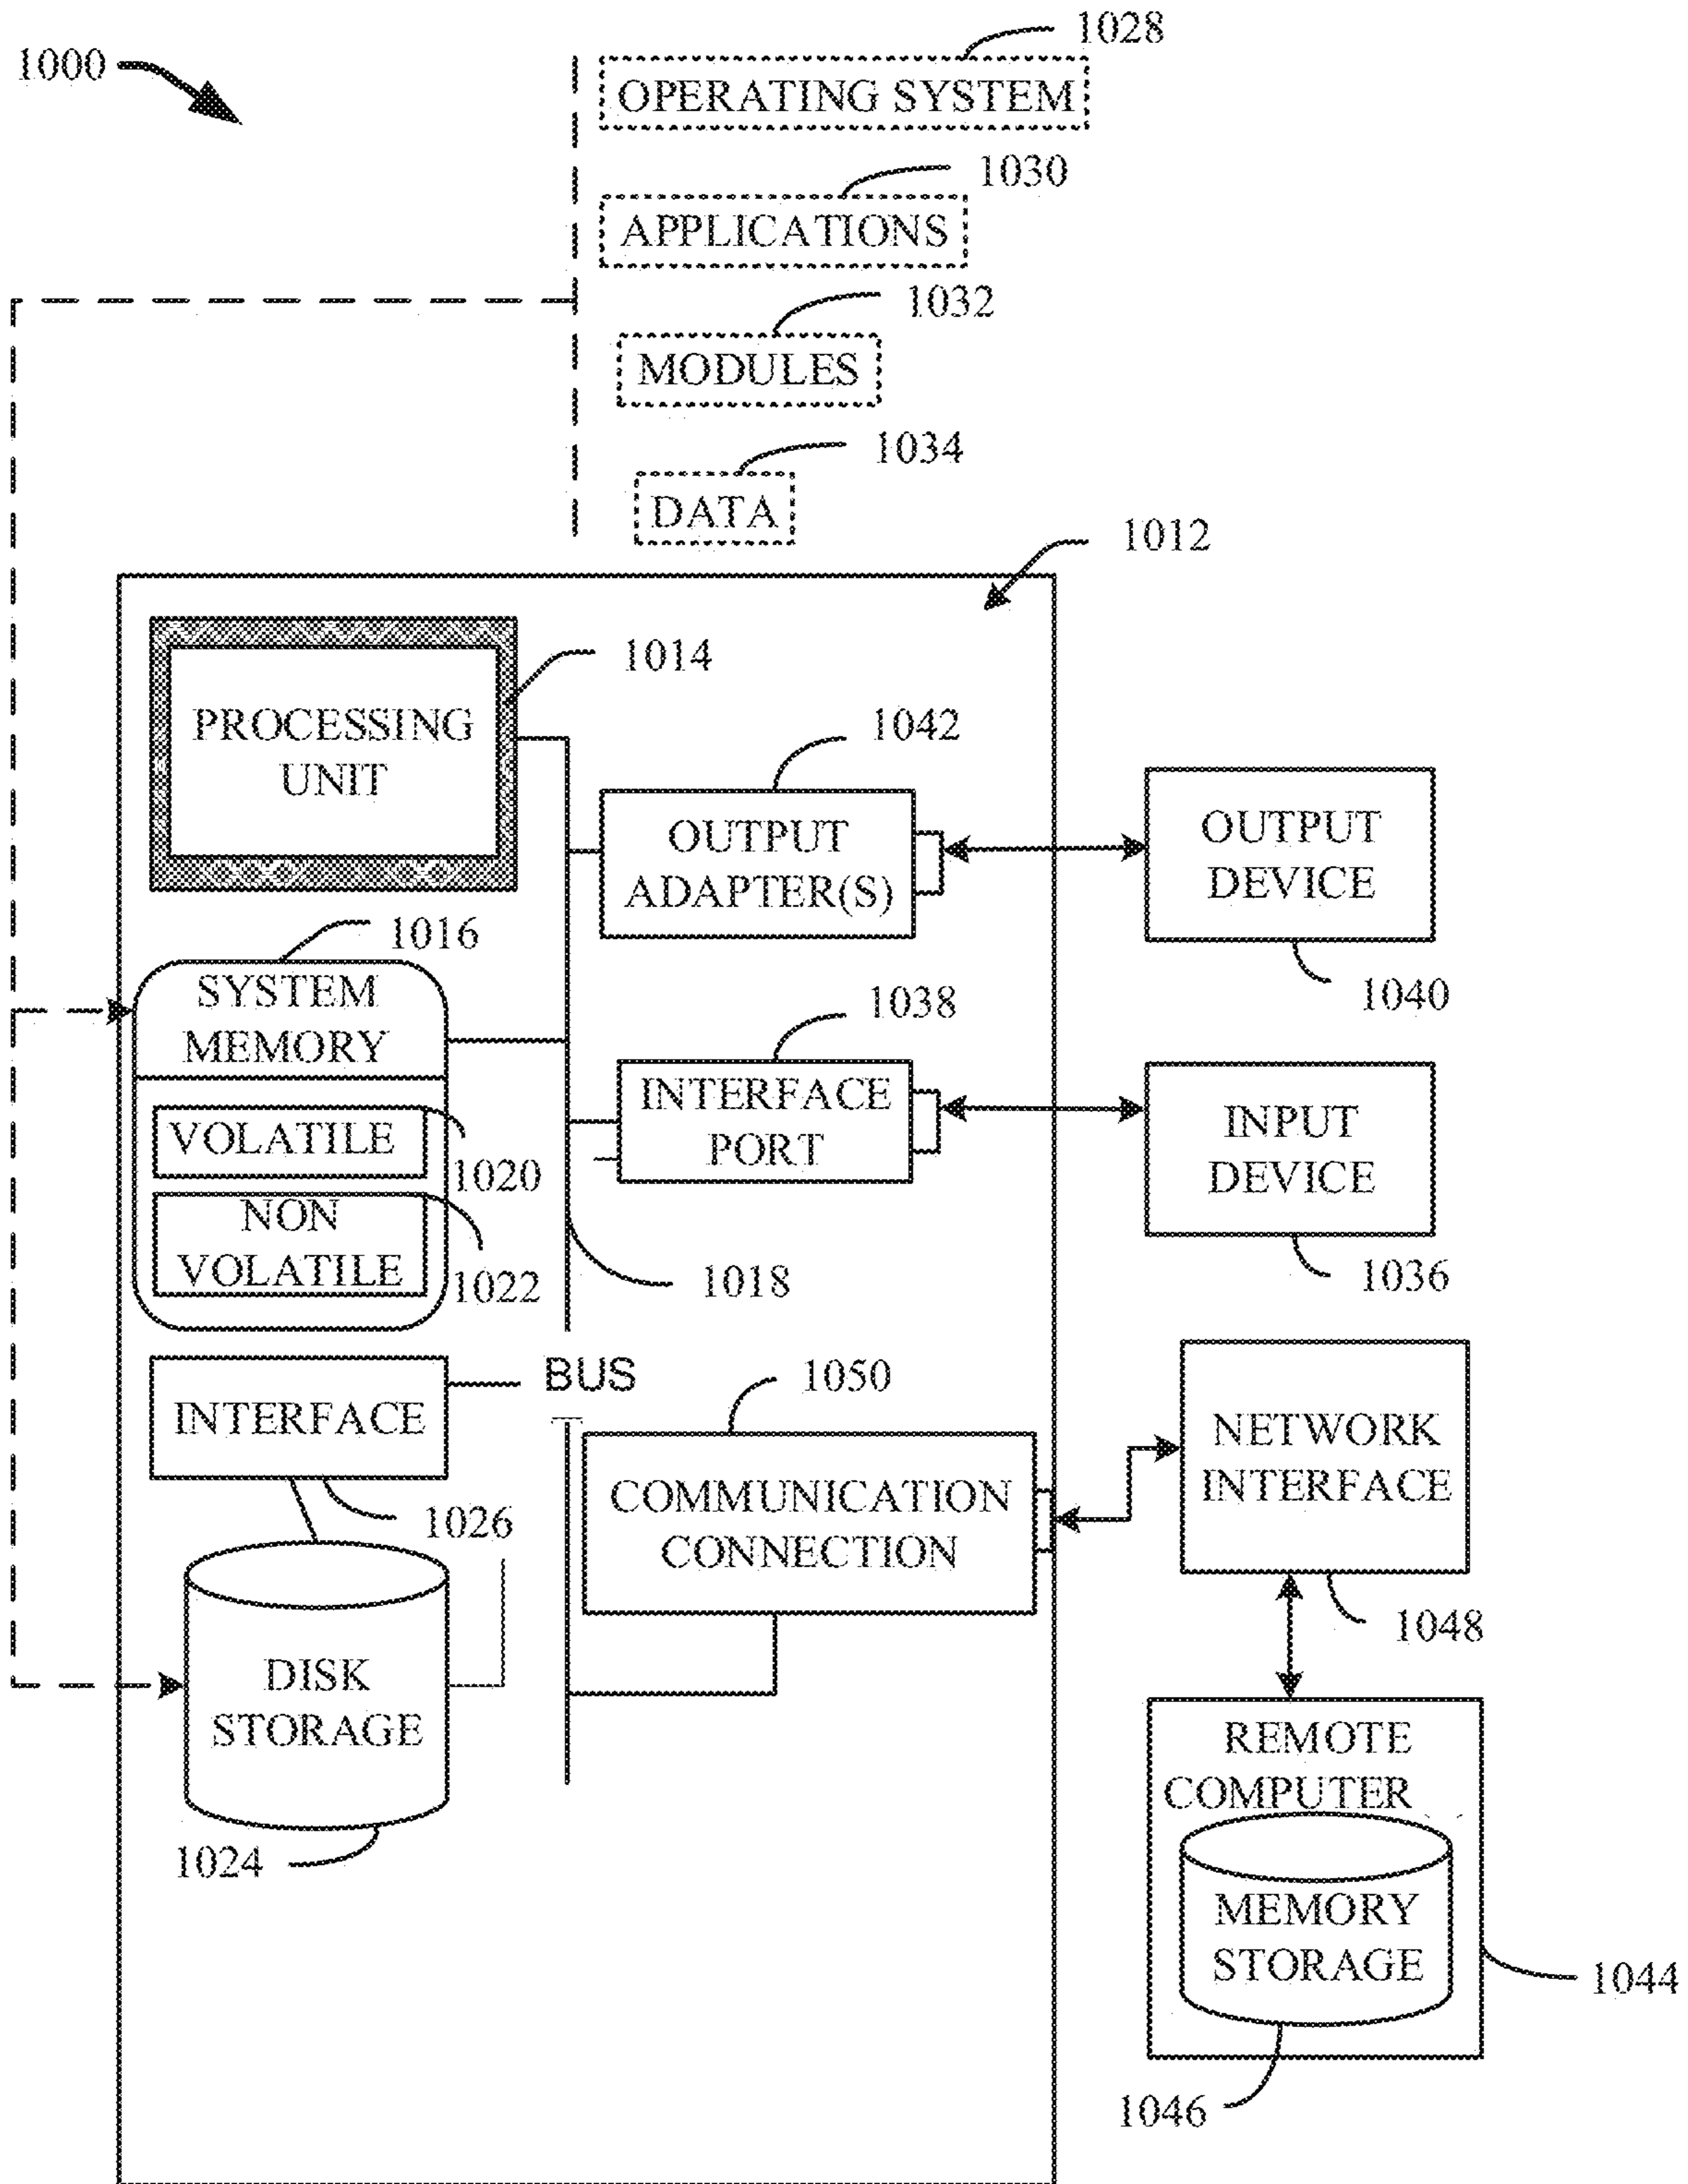 1028
1000
OPERATING SYSTEM
1030
APPLICATIONS
1032
MODULES
1034
DATA
1012
1014
PROCESSING
UNIT
1042
OUTPUT
ADAPTER(S)
OUTPUT
DEVICE
1040
1016
SYSTEM
MEMORY
VOLATILE
1020
NON
VOLATILE
1022
1038
INTERFACE
PORT
INPUT
DEVICE
1036
1018
BUS
INTERFACE
1026
1050
COMMUNICATION
CONNECTION
NETWORK
INTERFACE
1048
DISK
STORAGE
1024
REMOTE
COMPUTER
MEMORY
STORAGE
1044
1046